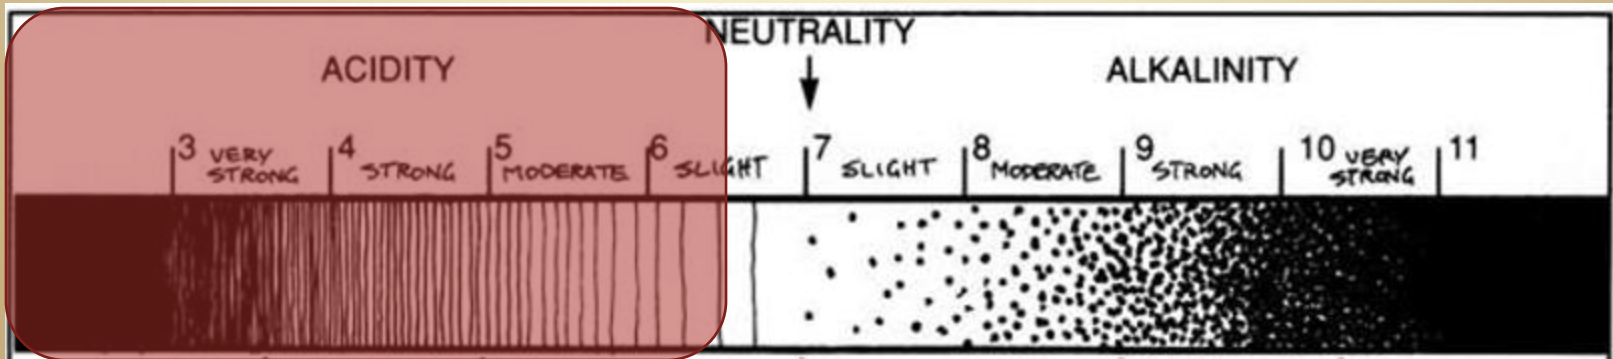 NEUTRALITY
ACIDITY ALKALINITY
3 VERY STRONG 4 STRONG 5 MODERATE 6 SLIGHT 7 SLIGHT 8 MODERATE 9 STRONG 10 VERY STRONG 11